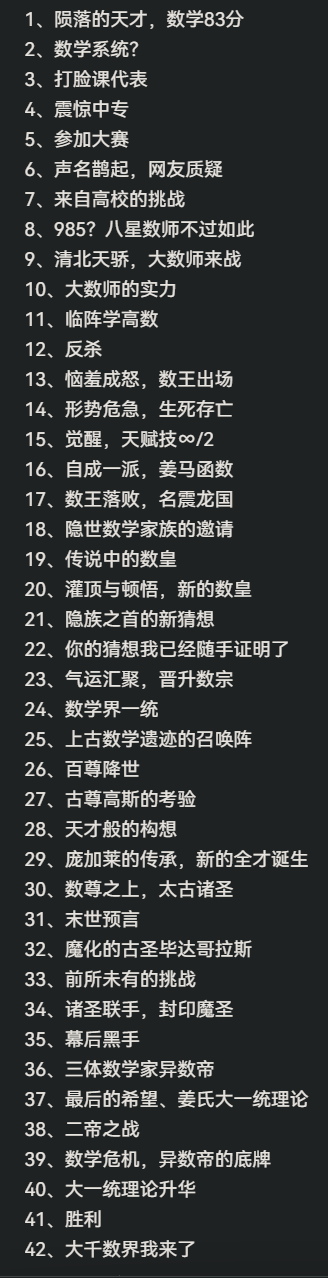 1、陨落的天才，数学83分
2、数学系统？
3、打脸课代表
4、震惊中专
5、参加大赛
6、声名鹊起，网友质疑
7、来自高校的挑战
8、985？八星数师不过如此
9、清北天骄，大数师来战
10、大数师的实力
11、临阵学高数
12、反杀
13、恼羞成怒，数王出场
14、形势危急，生死存亡
15、觉醒，天赋技∞/2
16、自成一派，姜马函数
17、数王落败，名震龙国
18、隐世数学家族的邀请
19、传说中的数皇
20、灌顶与顿悟，新的数皇
21、隐族之首的新猜想
22、你的猜想我已经随手证明了
23、气运汇聚，晋升数宗
24、数学界一统
25、上古数学遗迹的召唤阵
26、百尊降世
27、古尊高斯的考验
28、天才般的构想
29、庞加莱的传承，新的全才诞生
30、数尊之上，太古诸圣
31、末世预言
32、魔化的古圣毕达哥拉斯
33、前所未有的挑战
34、诸圣联手，封印魔圣
35、幕后黑手
36、三体数学家异数帝
37、最后的希望、姜氏大一统理论
38、二帝之战
39、数学危机，异数帝的底牌
40、大一统理论升华
41、胜利
42、大千数界我来了